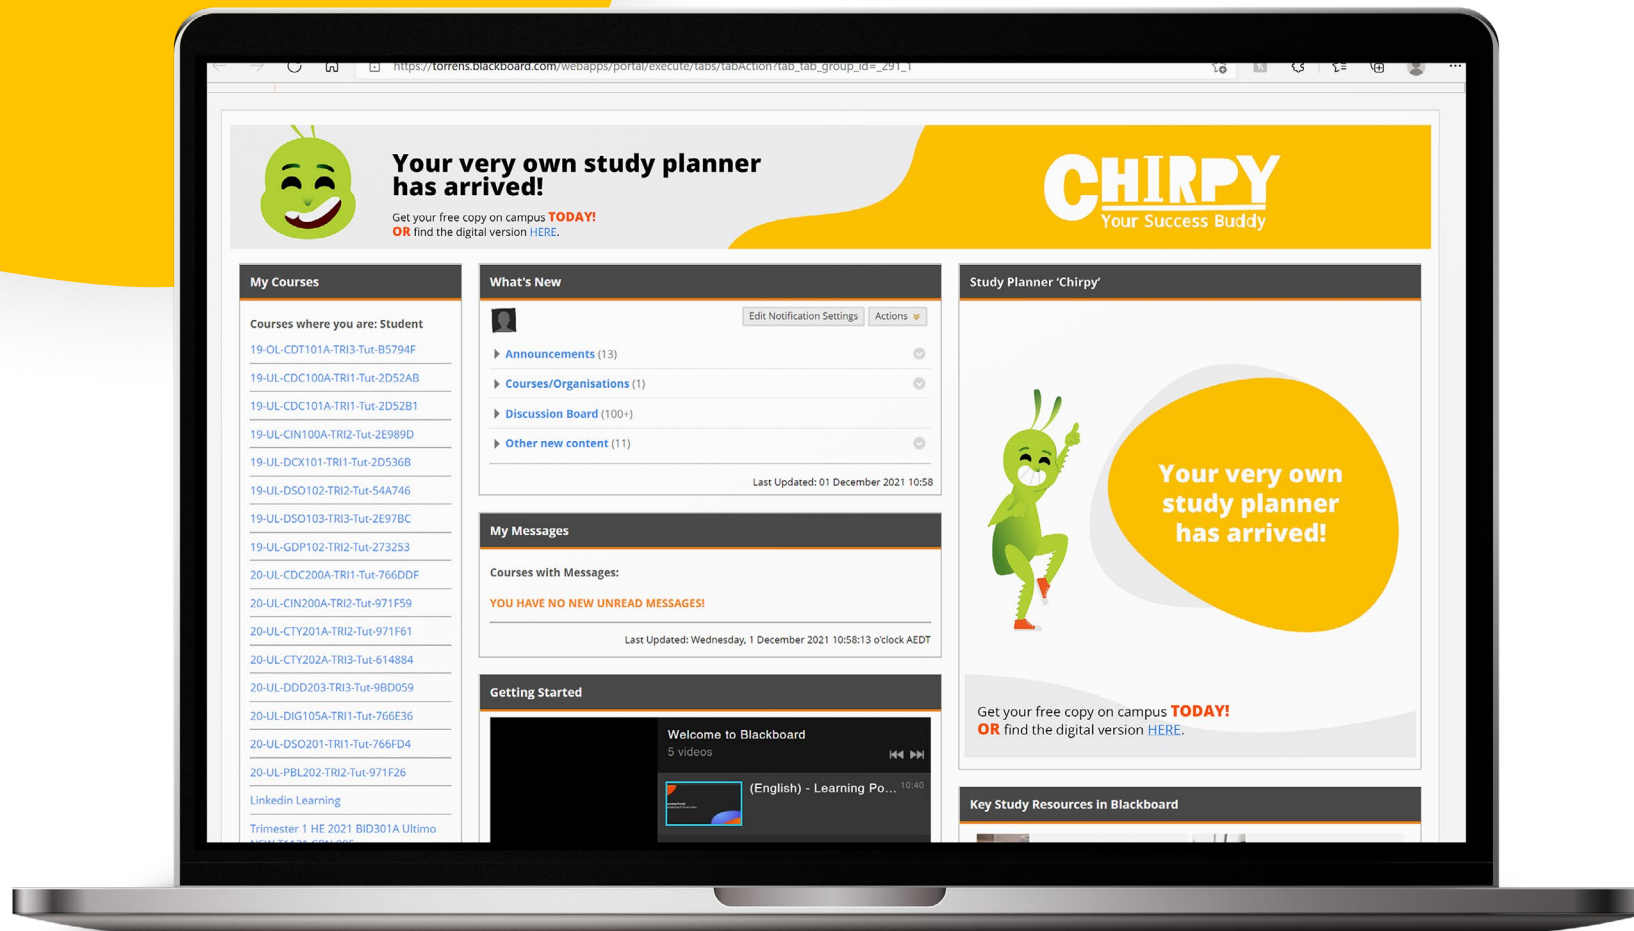 https://torrens.blackboard.com/webapps/portal/execute/tabs/tabAction?tab_tab_group_id=_291_1
Your very own study planner
has arrived!
Get your free copy on campus TODAY!
OR find the digital version HERE.
CHIRPY
Your Success Buddy
My Courses
Courses where you are: Student
19-OL-CDT101A-TRI3-Tut-B5794F
19-UL-CDC100A-TRI1-Tut-2D52AB
19-UL-CDC101A-TRI1-Tut-2D52B1
19-UL-CIN100A-TRI2-Tut-2E989D
19-UL-DCX101-TRI1-Tut-2D536B
19-UL-DSO102-TRI2-Tut-54A746
19-UL-DSO103-TRI3-Tut-2E97BC
19-UL-GDP102-TRI2-Tut-273253
20-UL-CDC200A-TRI1-Tut-766DDF
20-UL-CIN200A-TRI2-Tut-971F59
20-UL-CTY201A-TRI2-Tut-971F61
20-UL-CTY202A-TRI3-Tut-614884
20-UL-DDD203-TRI3-Tut-9BD059
20-UL-DIG105A-TRI1-Tut-766E36
20-UL-DSO201-TRI1-Tut-766FD4
20-UL-PBL202-TRI2-Tut-971F26
Linkedin Learning
Trimester 1 HE 2021 BID301A Ultimo
What's New
Edit Notification Settings
Actions
Announcements (13)
Courses/Organisations (1)
Discussion Board (100+)
Other new content (11)
Last Updated: 01 December 2021 10:58
My Messages
Courses with Messages:
YOU HAVE NO NEW UNREAD MESSAGES!
Last Updated: Wednesday, 1 December 2021 10:58:13 o'clock AEDT
Getting Started
Welcome to Blackboard
5 videos
(English) - Learning Po... 10:40
Study Planner ‘Chirpy’
Your very own
study planner
has arrived!
Get your free copy on campus TODAY!
OR find the digital version HERE.
Key Study Resources in Blackboard